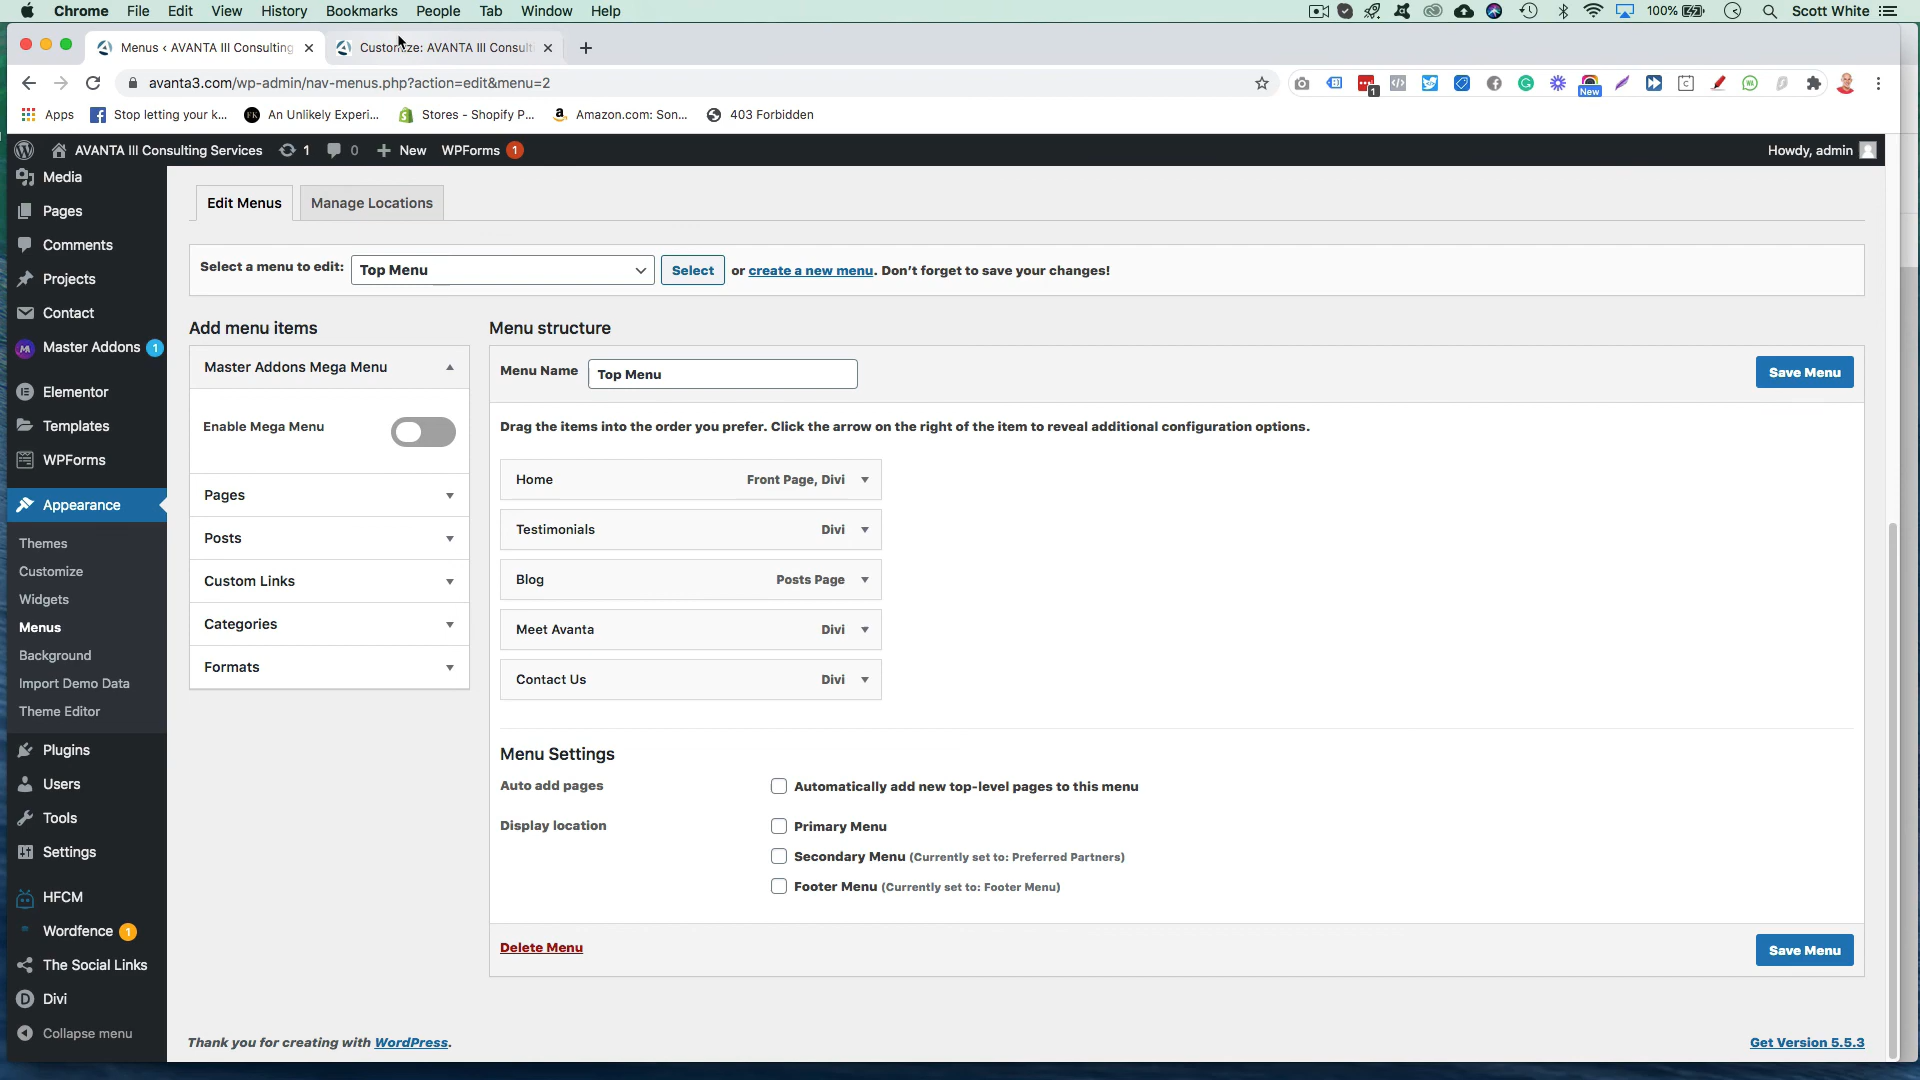 Chrome File Edit View History Bookmarks People Tab Window Help
100% Scott White
Menus ‹ AVANTA III Consulting
Customize: AVANTA III Consult
avanta3.com/wp-admin/nav-menus.php?action=edit&menu=2
1
New
Apps
Stop letting your k...
An Unlikely Experi...
Stores - Shopify P...
Amazon.com: Son...
403 Forbidden
AVANTA III Consulting Services 1 0 New WPForms 1
Howdy, admin
Media
Pages
Comments
Projects
Contact
Master Addons 1
Elementor
Templates
WPForms
Appearance
Themes
Customize
Widgets
Menus
Background
Import Demo Data
Theme Editor
Plugins
Users
Tools
Settings
HFCM
Wordfence 1
The Social Links
Divi
Collapse menu
Edit Menus
Manage Locations
Select a menu to edit: Top Menu Select or create a new menu. Don’t forget to save your changes!
Add menu items
Master Addons Mega Menu
Enable Mega Menu
Pages
Posts
Custom Links
Categories
Formats
Menu structure
Menu Name Top Menu
Save Menu
Drag the items into the order you prefer. Click the arrow on the right of the item to reveal additional configuration options.
Home Front Page, Divi
Testimonials Divi
Blog Posts Page
Meet Avanta Divi
Contact Us Divi
Menu Settings
Auto add pages Automatically add new top-level pages to this menu
Display location Primary Menu
Secondary Menu (Currently set to: Preferred Partners)
Footer Menu (Currently set to: Footer Menu)
Delete Menu
Save Menu
Thank you for creating with WordPress.
Get Version 5.5.3